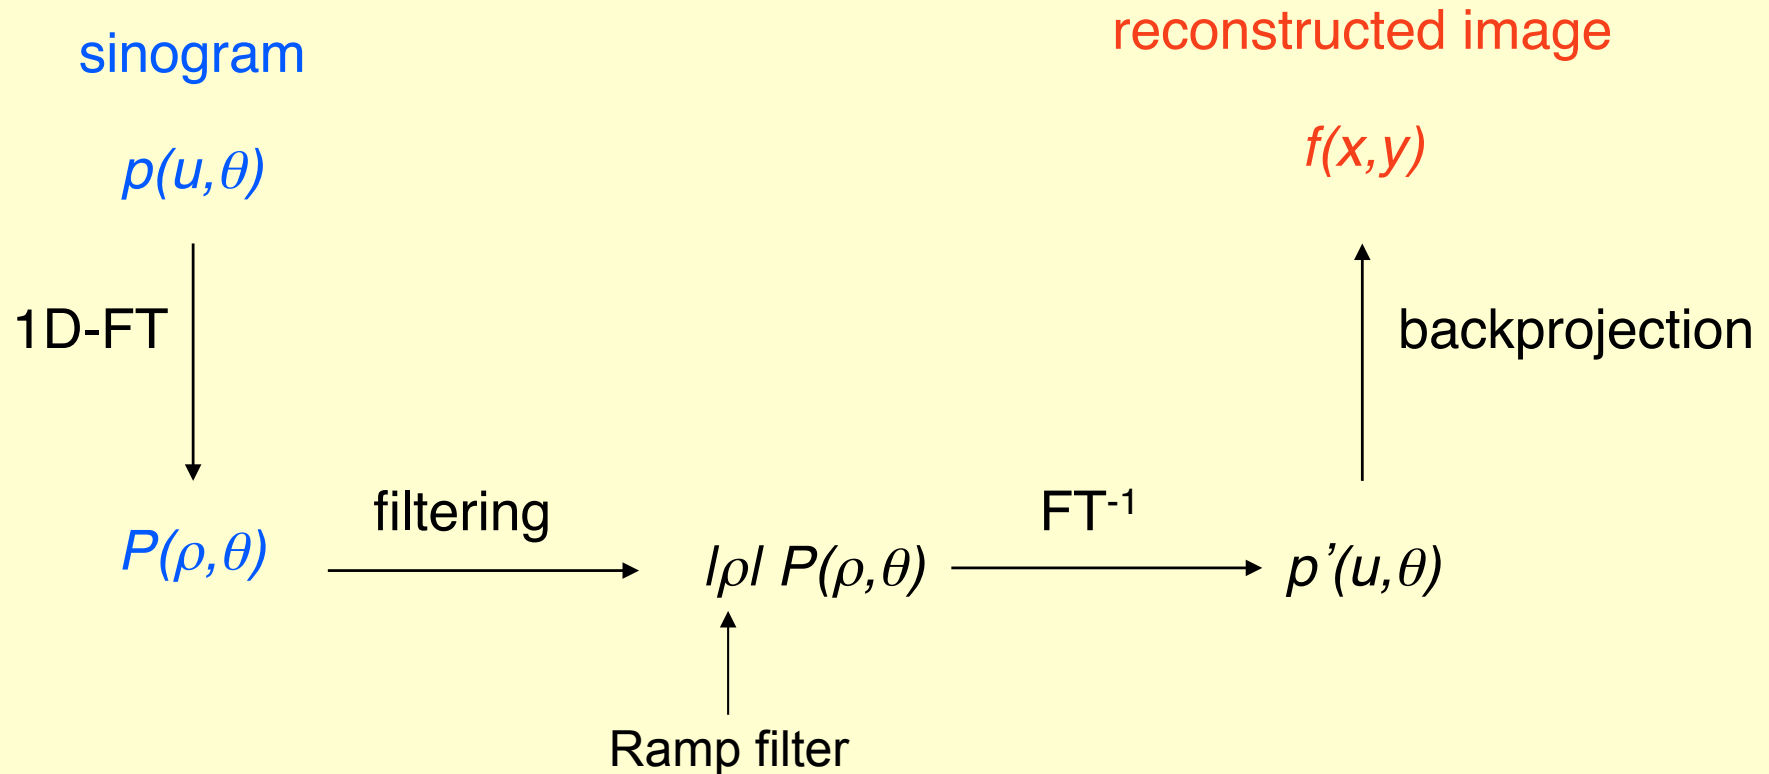 sinogram
reconstructed image
p(u,θ)
f(x,y)
1D-FT
backprojection
filtering
FT⁻¹
P(ρ,θ)
lρl P(ρ,θ)
p’(u,θ)
Ramp filter